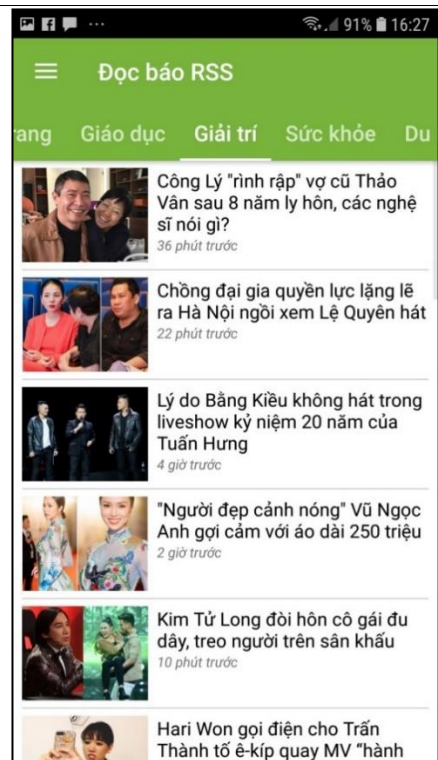 91% 16:27
Đọc báo RSS
rang Giáo dục Giải trí Sức khỏe Du
Công Lý "rình rập" vợ cũ Thảo
Vân sau 8 năm ly hôn, các nghệ
sĩ nói gì?
36 phút trước
Chồng đại gia quyền lực lặng lẽ
ra Hà Nội ngồi xem Lệ Quyên hát
22 phút trước
Lý do Bằng Kiều không hát trong
liveshow kỷ niệm 20 năm của
Tuấn Hưng
4 giờ trước
"Người đẹp cảnh nóng" Vũ Ngọc
Anh gợi cảm với áo dài 250 triệu
2 giờ trước
Kim Tử Long đòi hôn cô gái đu
dây, treo người trên sân khấu
10 phút trước
Hari Won gọi điện cho Trấn
Thành tố ê-kíp quay MV “hành